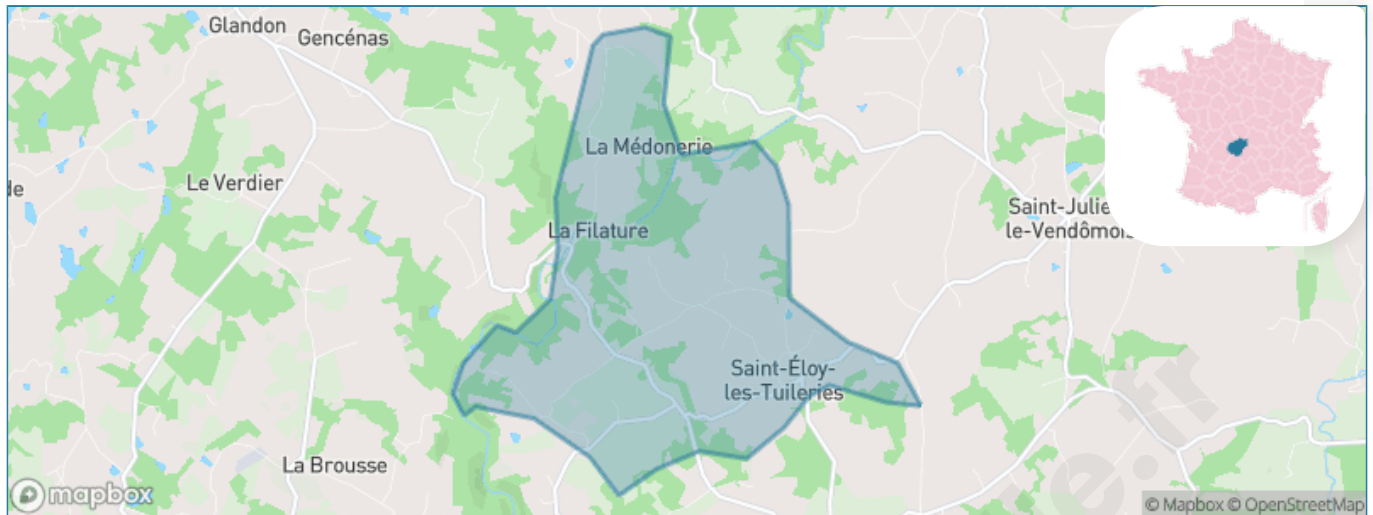 Glandon
Gencénas
La Médonerie
Le Verdier
de
Saint-Julie
le-Vendômois
La Filature
Saint-Éloy-
les-Tuileries
La Brousse
mapbox
© Mapbox © OpenStreetMap